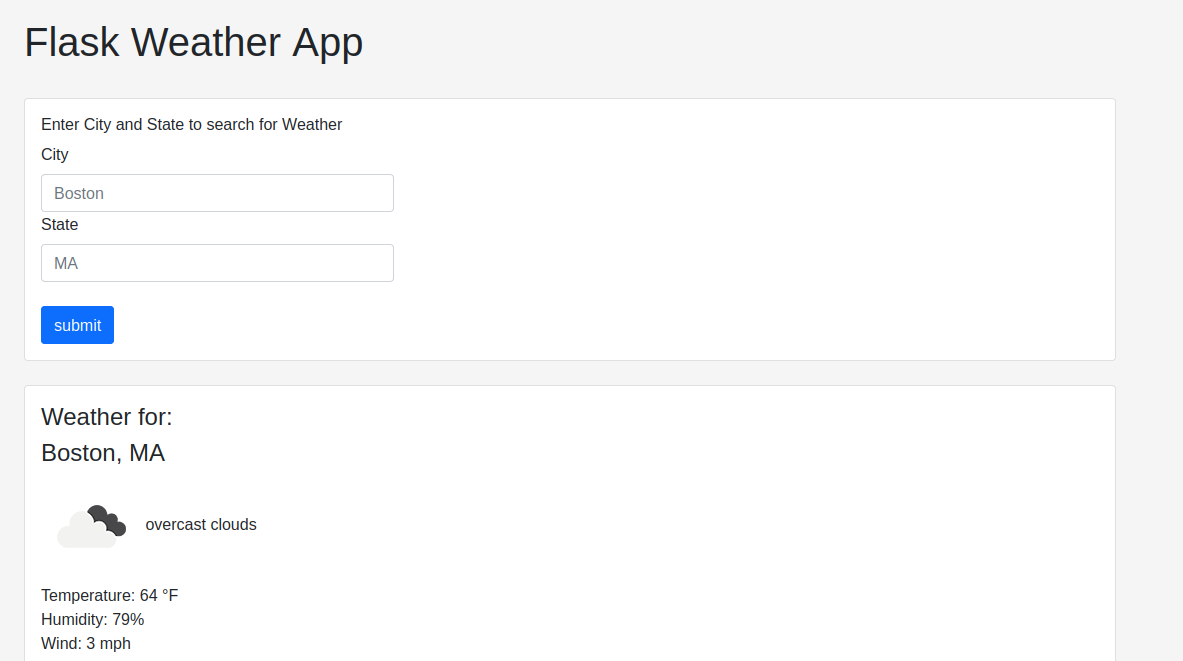 Flask Weather App
Enter City and State to search for Weather
City
Boston
State
MA
submit
Weather for:
Boston, MA
overcast clouds
Temperature: 64 °F
Humidity: 79%
Wind: 3 mph